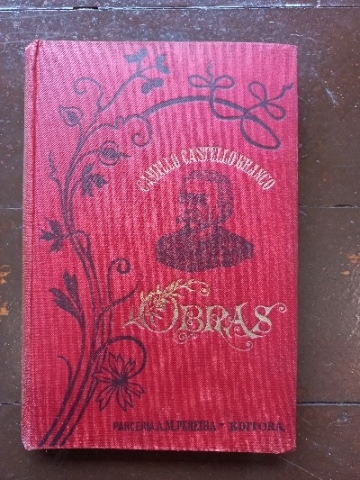 CAMILLO CASTELLO BRANCO
OBRAS
PARCERIA A. M. PEREIRA - EDITORA